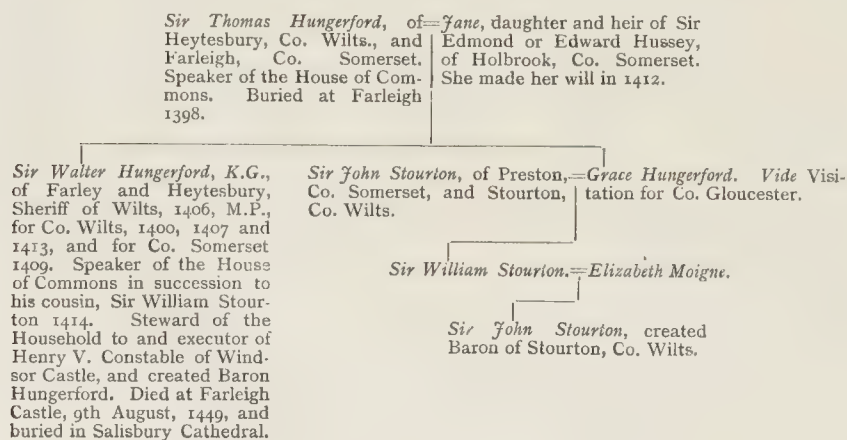 Sir Thomas Hungerford, of
Heytesbury, Co. Wilts., and
Farleigh, Co. Somerset.
Speaker of the House of Com-
mons. Buried at Farleigh
1398.
=Jane, daughter and heir of Sir
Edmond or Edward Hussey,
of Holbrook, Co. Somerset.
She made her will in 1412.
Sir Walter Hungerford, K.G.,
of Farley and Heytesbury,
Sheriff of Wilts, 1406, M.P.,
for Co. Wilts, 1400, 1407 and
1413, and for Co. Somerset
1409. Speaker of the House
of Commons in succession to
his cousin, Sir William Stour-
ton 1414. Steward of the
Household to and executor of
Henry V. Constable of Wind-
sor Castle, and created Baron
Hungerford. Died at Farleigh
Castle, 9th August, 1449, and
buried in Salisbury Cathedral.
Sir John Stourton, of Preston,
Co. Somerset, and Stourton,
Co. Wilts.
=Grace Hungerford. Vide Visi-
tation for Co. Gloucester.
Sir William Stourton.=Elizabeth Moigne.
Sir John Stourton, created
Baron of Stourton, Co. Wilts.